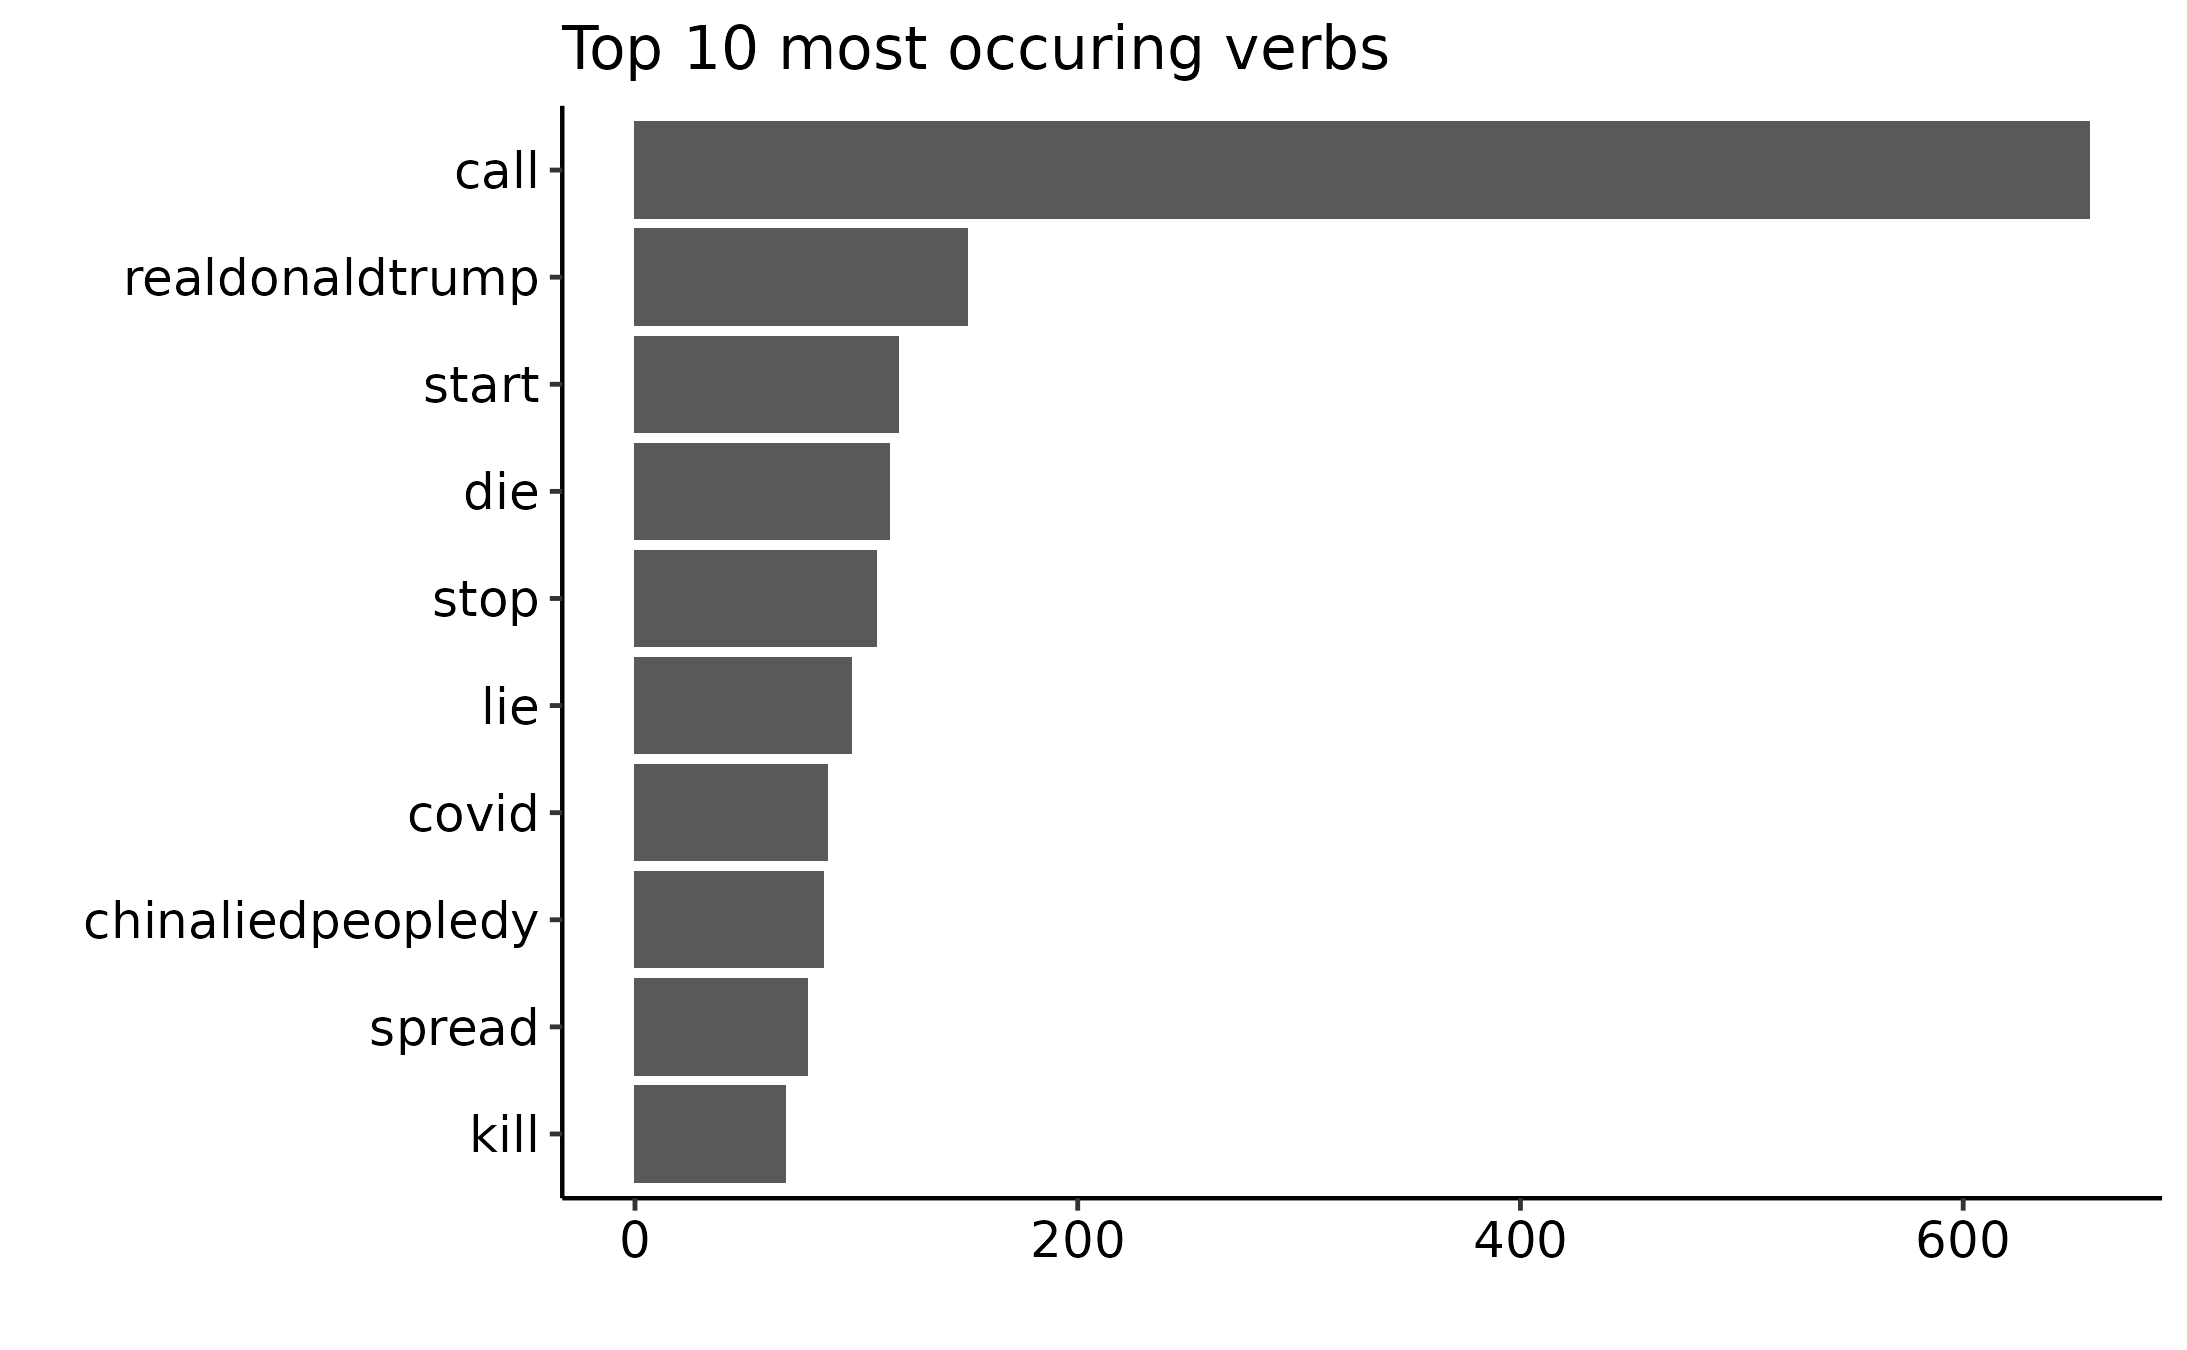 Top 10 most occuring verbs
call
realdonaldtrump
start
die
stop
lie
covid
chinaliedpeopledy
spread
kill
0 200 400 600